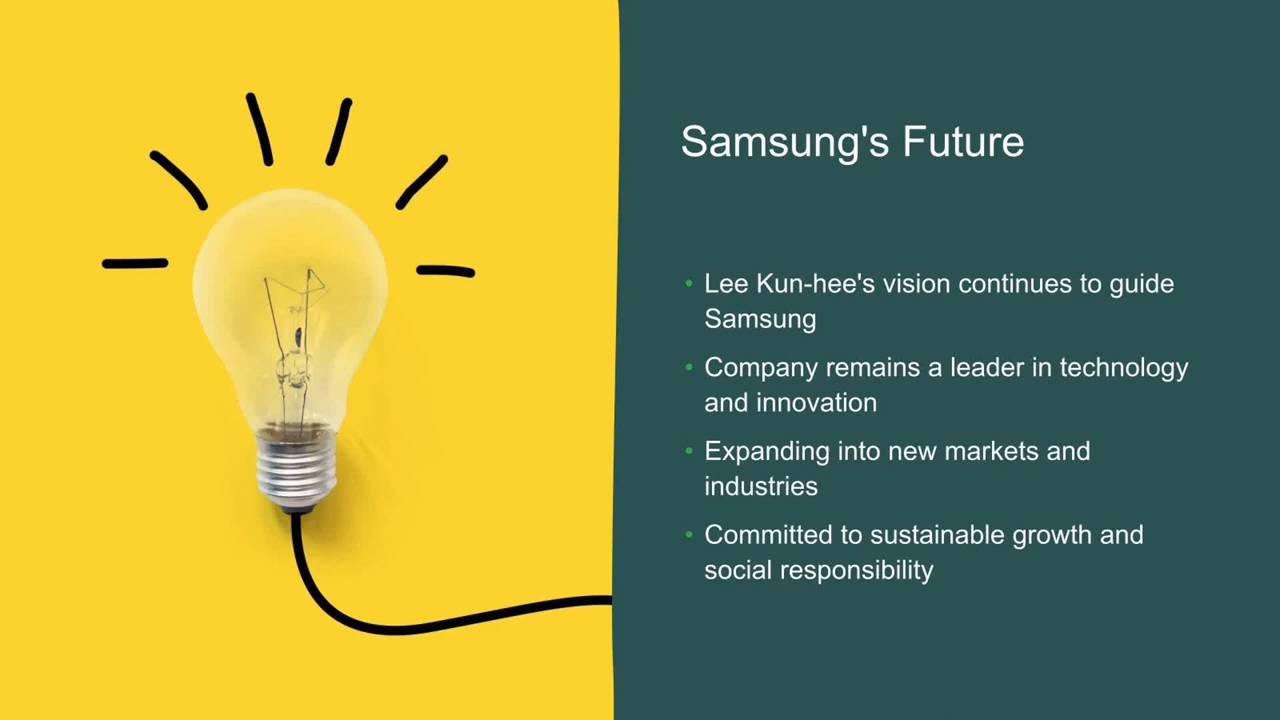 Samsung's Future
• Lee Kun-hee's vision continues to guide
Samsung
• Company remains a leader in technology
and innovation
• Expanding into new markets and
industries
• Committed to sustainable growth and
social responsibility